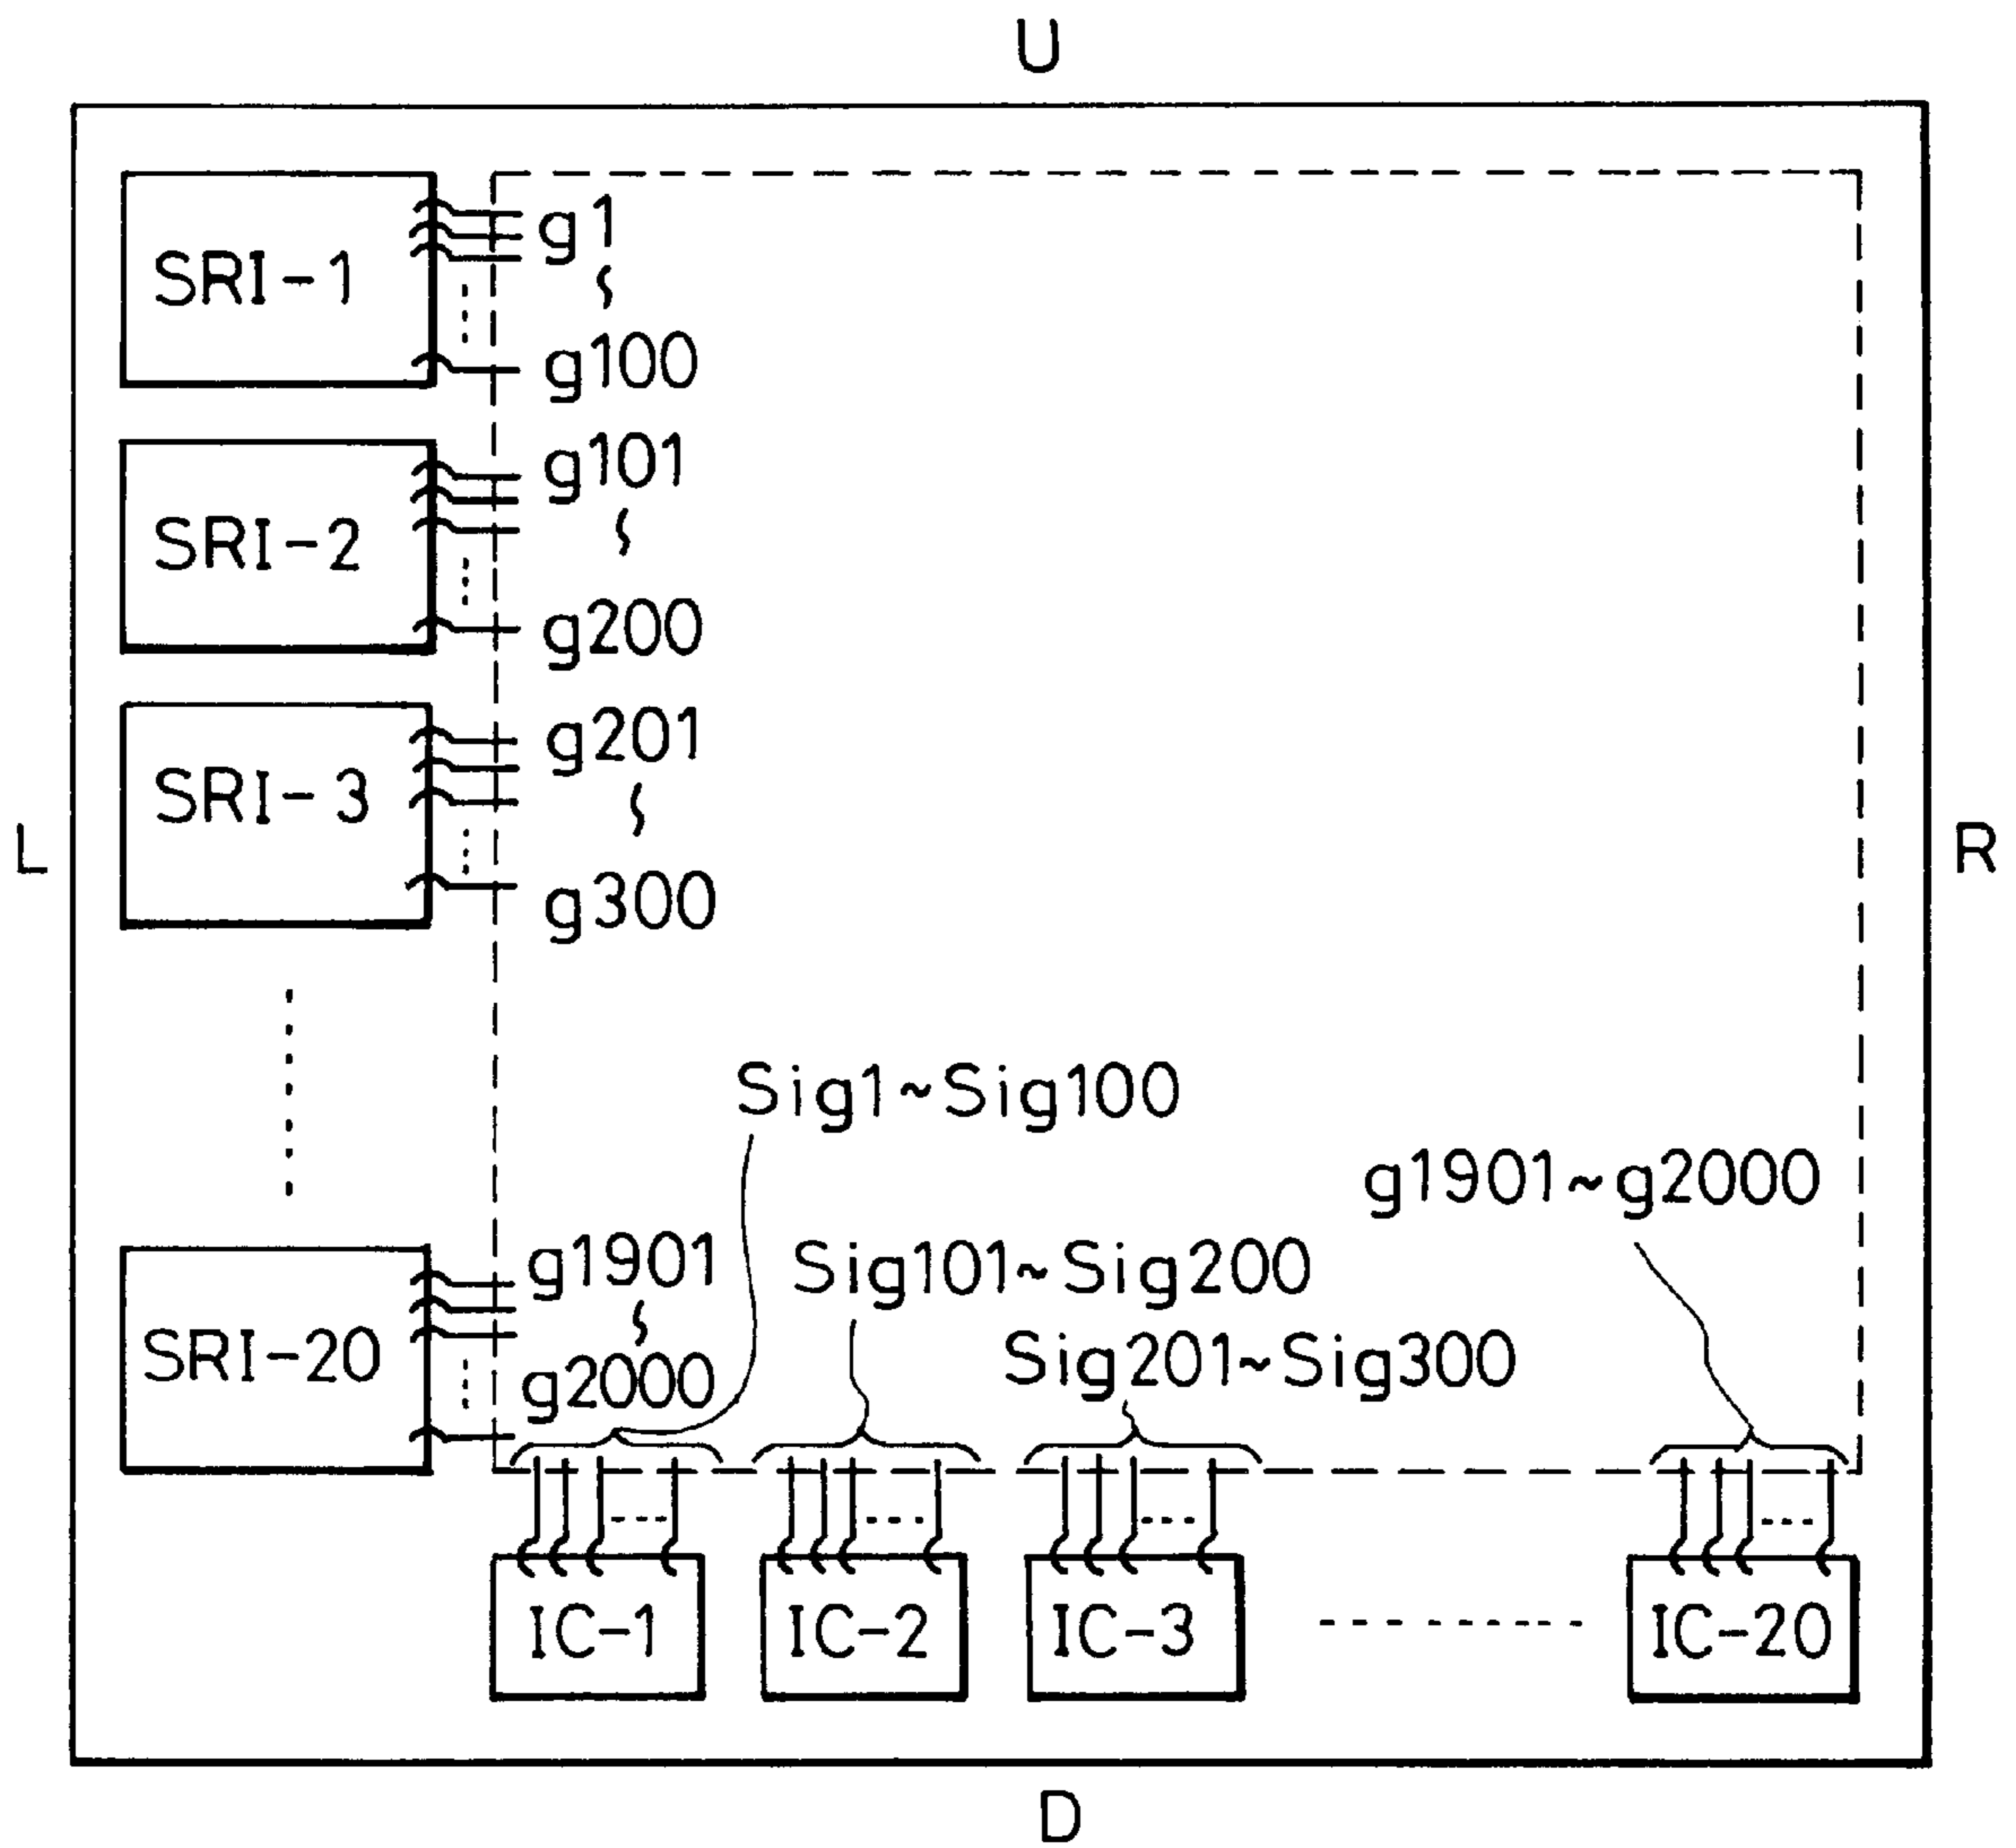 U
SRI-1
g1
~
g100
SRI-2
g101
~
g200
SRI-3
g201
~
g300
L
R
Sig1~Sig100
g1901~g2000
SRI-20
g1901
~
g2000
Sig101~Sig200
Sig201~Sig300
IC-1
IC-2
IC-3
IC-20
D